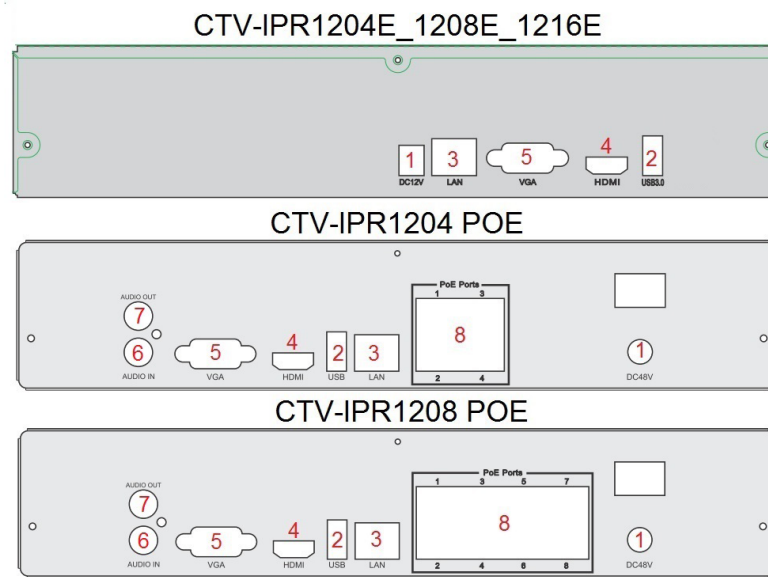 CTV-IPR1204E_1208E_1216E
4
1 3 5 2
DC12V LAN VGA HDMI USB3.0
CTV-IPR1204 POE
PoE Ports
1 3
AUDIO OUT
7
8
4
6 5 2 3 1
AUDIO IN VGA HDMI USB LAN DC48V
2 4
CTV-IPR1208 POE
PoE Ports
1 3 5 7
AUDIO OUT
7
8
4
6 5 2 3 1
AUDIO IN VGA HDMI USB LAN DC48V
2 4 6 8